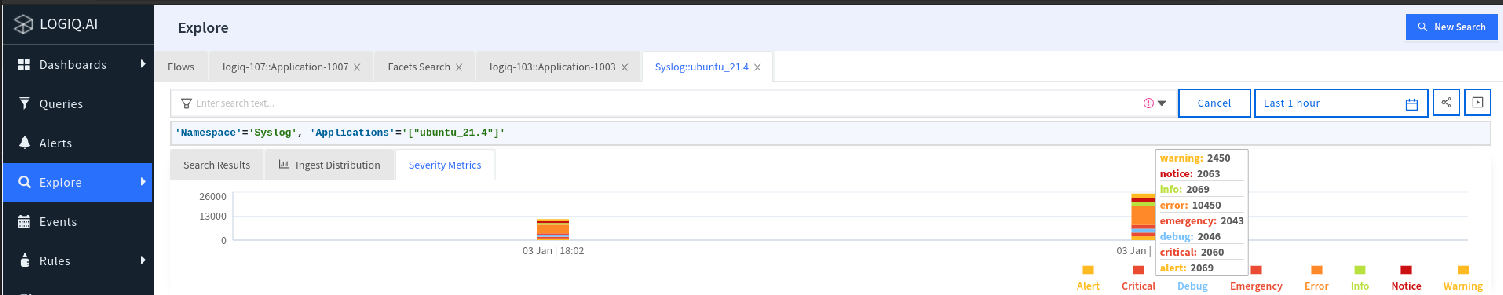 LOGIQ.AI
Explore
New Search
Dashboards
Queries
Alerts
Explore
Events
Rules
Flows
logiq-107::Application-1007
Facets Search
logiq-103::Application-1003
Syslog::ubuntu_21.4
Enter search text...
Cancel
Last 1 hour
'Namespace'='Syslog', 'Applications'='["ubuntu_21.4"]'
Search Results
Ingest Distribution
Severity Metrics
26000
13000
0
03 Jan | 18:02
03 Jan |
warning: 2450
notice: 2063
info: 2069
error: 10450
emergency: 2043
debug: 2046
critical: 2060
alert: 2069
Alert
Critical
Debug
Emergency
Error
Info
Notice
Warning